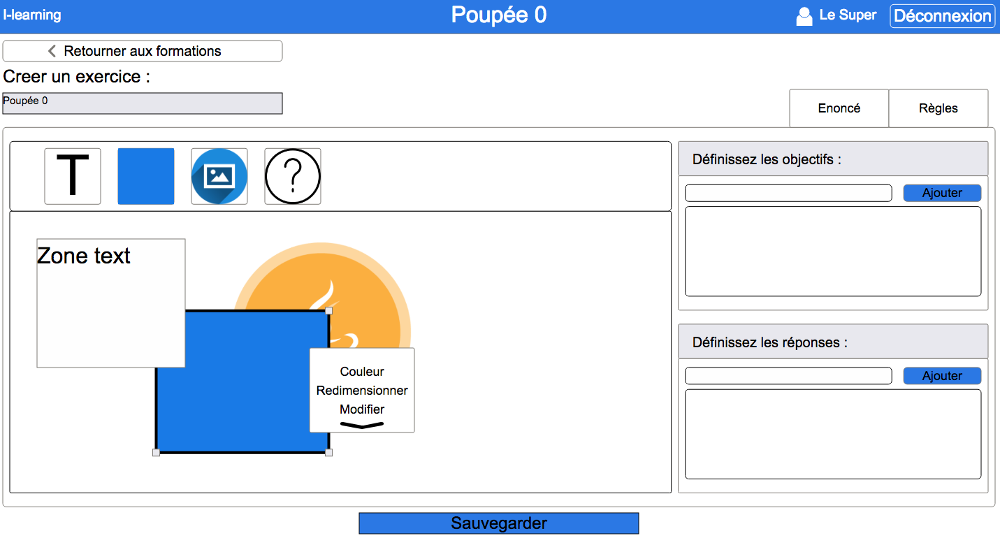 I-learning
Poupée 0
Le Super
Déconnexion
Retourner aux formations
Creer un exercice :
Poupée 0
Enoncé
Règles
T
?
Définissez les objectifs :
Ajouter
Zone text
Couleur
Redimensionner
Modifier
Définissez les réponses :
Ajouter
Sauvegarder